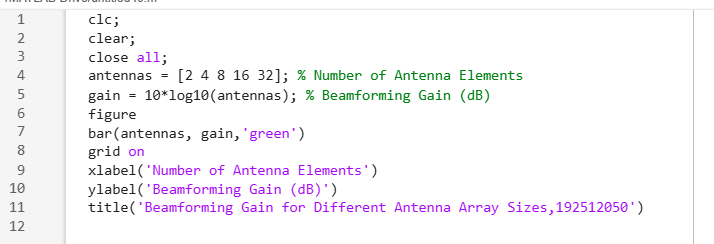 1 clc;
2 clear;
3 close all;
4 antennas = [2 4 8 16 32]; % Number of Antenna Elements
5 gain = 10*log10(antennas); % Beamforming Gain (dB)
6 figure
7 bar(antennas, gain,'green')
8 grid on
9 xlabel('Number of Antenna Elements')
10 ylabel('Beamforming Gain (dB)')
11 title('Beamforming Gain for Different Antenna Array Sizes,192512050')
12